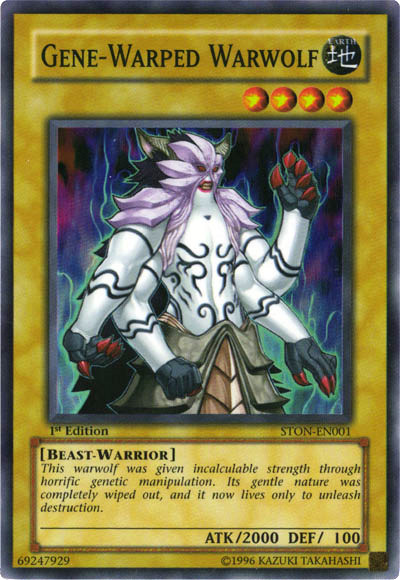 GENE-WARPED WARWOLF
EARTH
地
1st Edition
STON-EN001
[BEAST-WARRIOR]
This warwolf was given incalculable strength through
horrific genetic manipulation. Its gentle nature was
completely wiped out, and it now lives only to unleash
destruction.
ATK/2000 DEF/ 100
69247929
©1996 KAZUKI TAKAHASHI